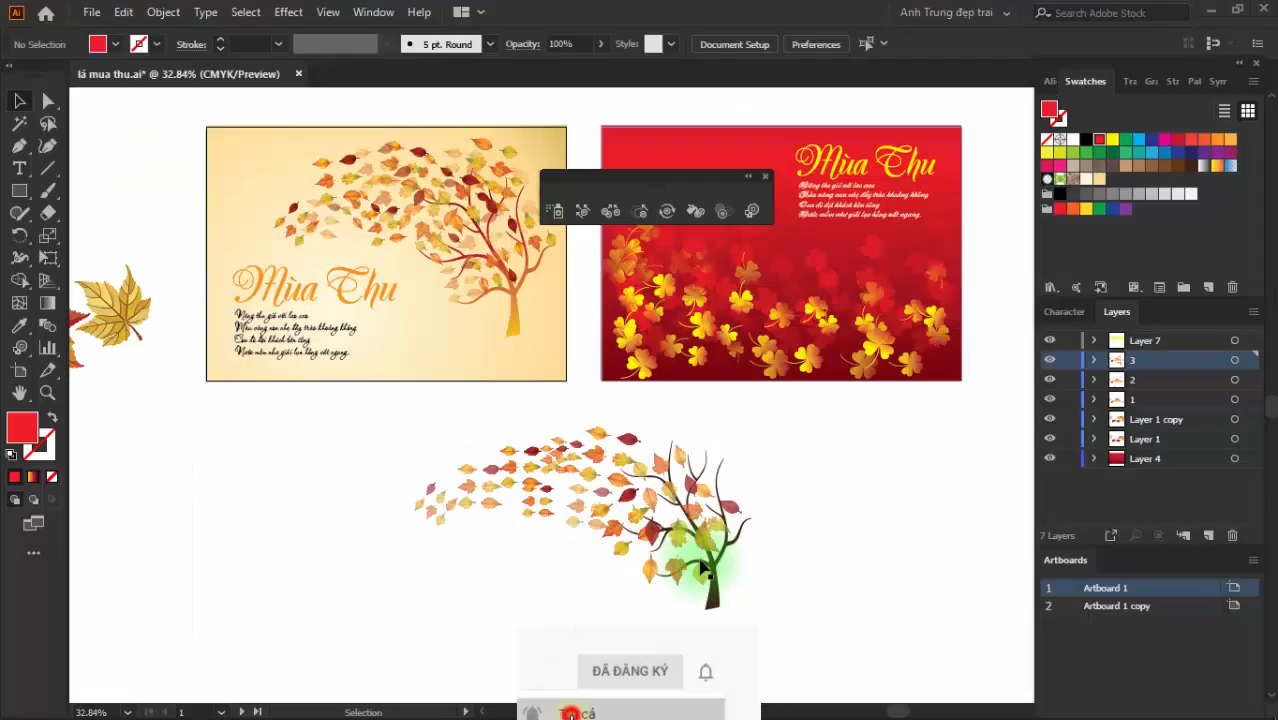 Ai
File Edit Object Type Select Effect View Window Help
Anh Trung đẹp trai
Search Adobe Stock
No Selection
Stroke:
5 pt. Round
Opacity: 100%
Style:
Document Setup
Preferences
lá mua thu.ai* @ 32.84% (CMYK/Preview)
Swatches
Symr
Mùa Thu
Mùa Thu
Character
Layers
Layer 7
3
2
1
Layer 1 copy
Layer 1
Layer 4
7 Layers
Artboards
1 Artboard 1
2 Artboard 1 copy
ĐÃ ĐĂNG KÝ
32.84%
1
Selection